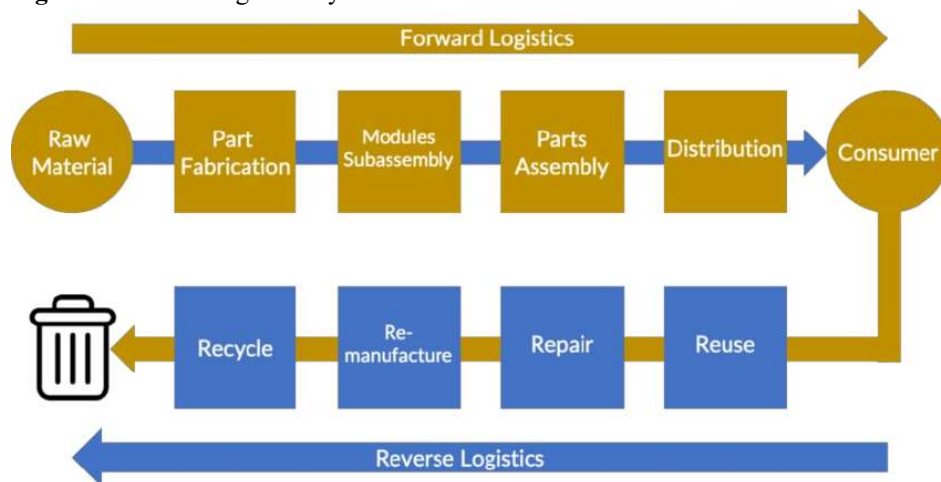 Forward Logistics
Raw
Material
Part
Fabrication
Modules
Subassembly
Parts
Assembly
Distribution
Consumer
Recycle
Re-
manufacture
Repair
Reuse
Reverse Logistics